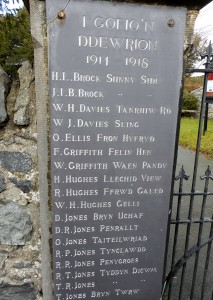 I GOFIO'N
DDEWRION
1914 1918
H.L. BROCK SUNNY SIDE
J.I.B. BROCK "
W.H. DAVIES TANRHIW RD
W.J. DAVIES SLING
O. ELLIS FRON HYFRYD
F. GRIFFITH FELIN HEN
W. GRIFFITH WAEN PANDY
H. HUGHES LLECHID VIEW
R. HUGHES FFRWD GALED
W.H. HUGHES GELLI
D. JONES BRYN UCHAF
D.R. JONES PENRALLT
O. JONES TAITEILWRIAD
R.P. JONES TYNCLAWDD
R.R. JONES PENYGROES
R.T. JONES TYDDYN DICWM
T.R. JONES "
T. JONES BRYN TWRW